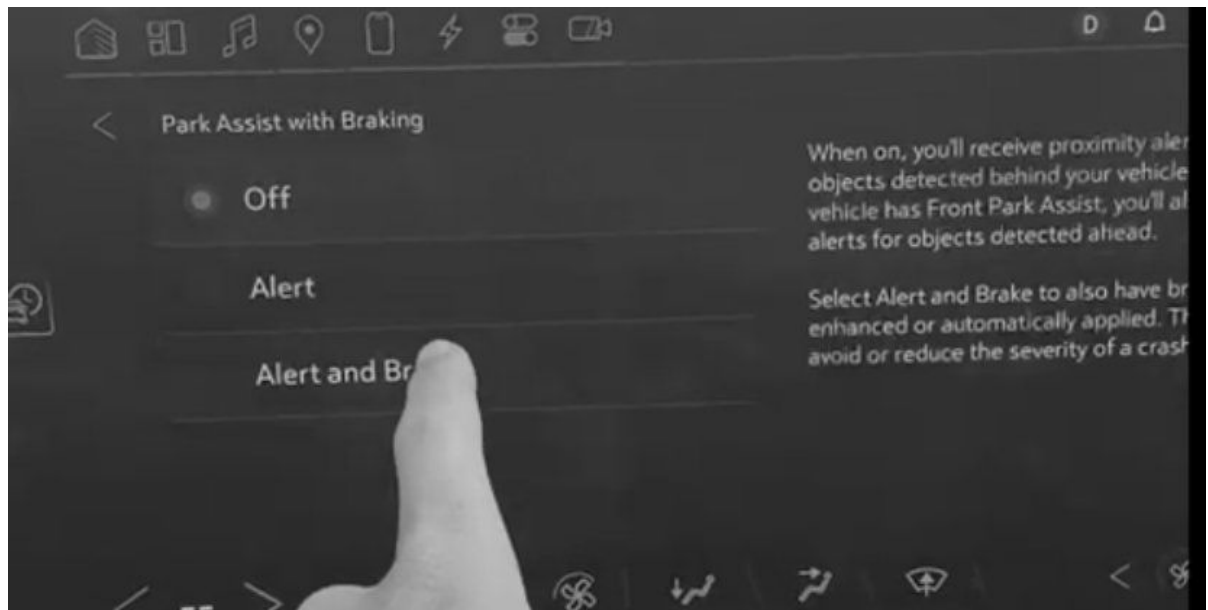 D
Park Assist with Braking
Off
Alert
Alert and Br
When on, you'll receive proximity aler
objects detected behind your vehicle
vehicle has Front Park Assist, you'll al
alerts for objects detected ahead.
Select Alert and Brake to also have br
enhanced or automatically applied. Th
avoid or reduce the severity of a crash